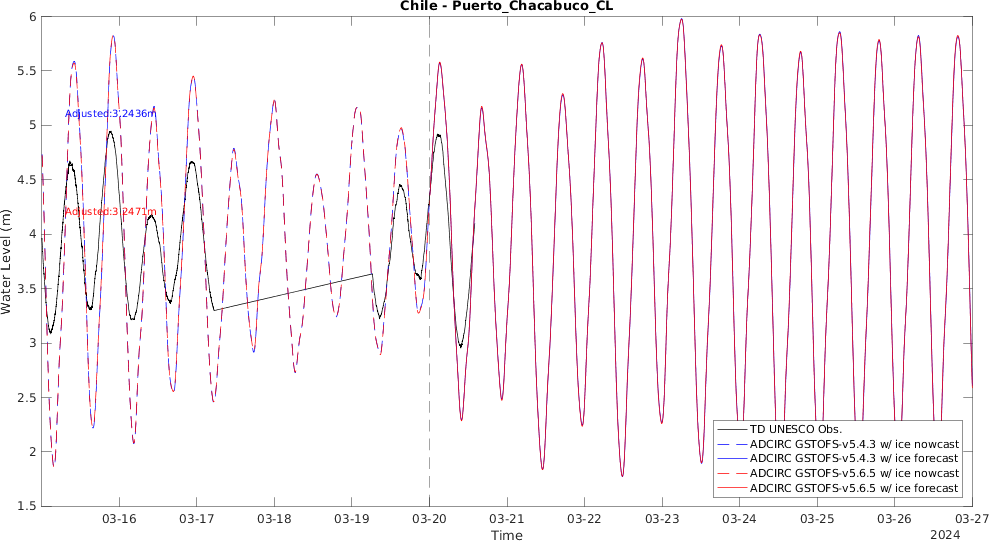 Chile - Puerto_Chacabuco_CL
6
5.5
5
4.5
4
3.5
3
2.5
2
1.5
Water Level (m)
Adjusted:3.2436m
Adjusted:3.2471m
TD UNESCO Obs.
ADCIRC GSTOFS-v5.4.3 w/ ice nowcast
ADCIRC GSTOFS-v5.4.3 w/ ice forecast
ADCIRC GSTOFS-v5.6.5 w/ ice nowcast
ADCIRC GSTOFS-v5.6.5 w/ ice forecast
03-16 03-17 03-18 03-19 03-20 03-21 03-22 03-23 03-24 03-25 03-26 03-27
Time
2024